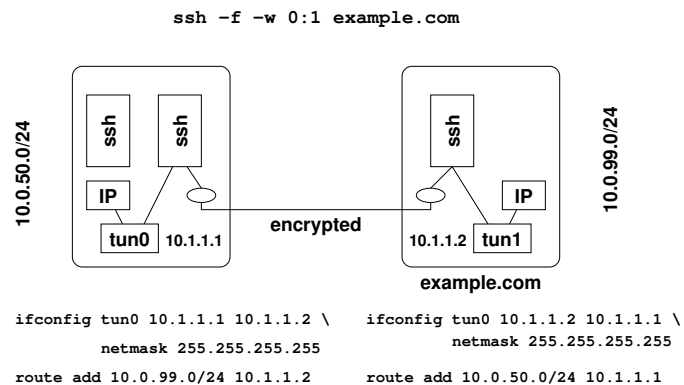 ssh -f -w 0:1 example.com
10.0.50.0/24
ssh
ssh
ssh
10.0.99.0/24
IP
IP
encrypted
tun0
10.1.1.1
10.1.1.2
tun1
example.com
ifconfig tun0 10.1.1.1 10.1.1.2 \
netmask 255.255.255.255
route add 10.0.99.0/24 10.1.1.2
ifconfig tun0 10.1.1.2 10.1.1.1 \
netmask 255.255.255.255
route add 10.0.50.0/24 10.1.1.1